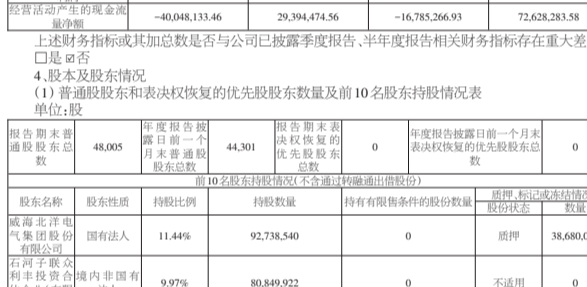 经营活动产生的现金流 -40,048,133.46 29,394,474.56 -16,785,266.93 72,628,283.58
量净额
上述财务指标或其加总数是否与公司已披露季度报告、半年度报告相关财务指标存在重大差
□是 ☑否
4、股本及股东情况
(1)普通股股东和表决权恢复的优先股股东数量及前10名股东持股情况表
单位:股
报告期末普通股股东总数 48,005 年度报告披露日前一个月末普通股股东总数 44,301 报告期末表决权恢复的优先股股东总数 0 年度报告披露日前一个月末表决权恢复的优先股股东总数 0
前10名股东持股情况(不含通过转融通出借股份)
股东名称 股东性质 持股比例 持股数量 持有有限售条件的股份数量 质押、标记或冻结情
股份状态 数量
威海北洋电气集团股份有限公司 国有法人 11.44% 92,738,540 0 质押 38,680,0
石河子联众利丰投资合 境内非国有 9.97% 80,849,922 0 不适用 0